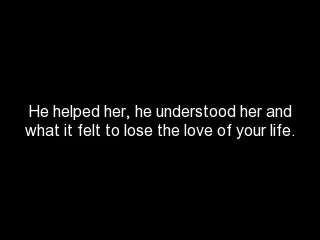 He helped her, he understood her and
what it felt to lose the love of your life.